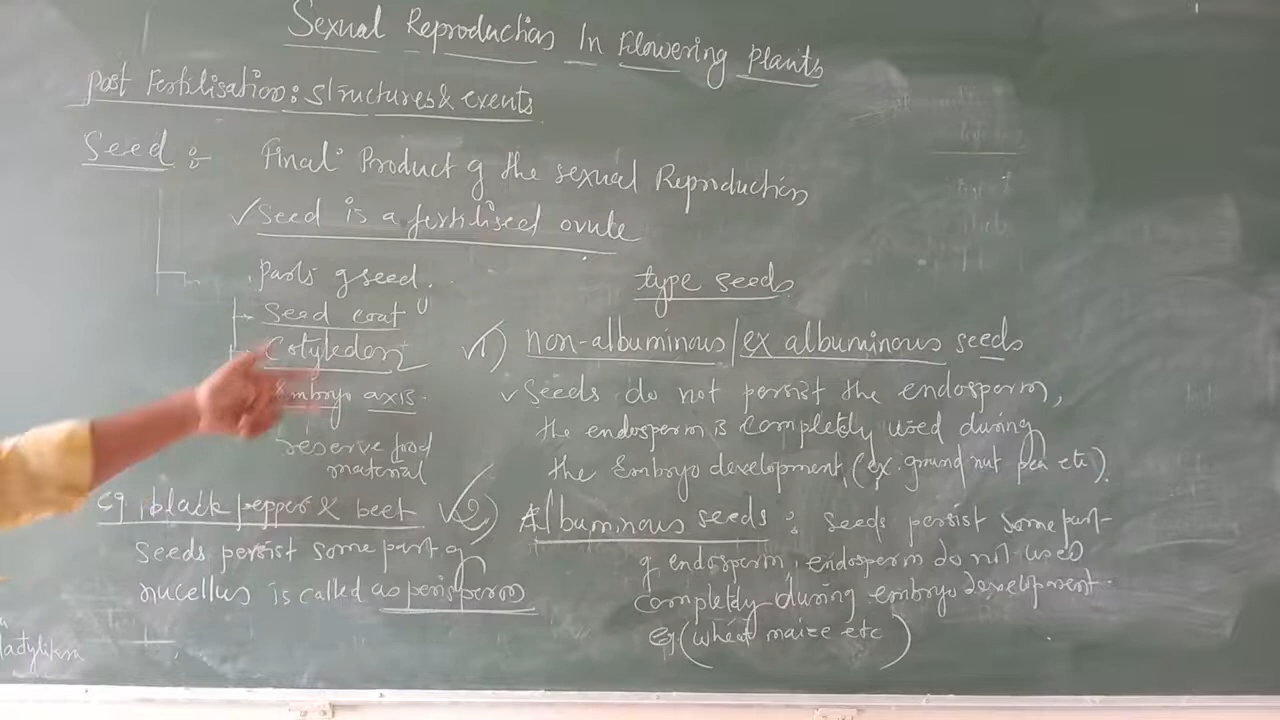 Sexual Reproduction In Flowering Plants
Post Fertilisation: structures & events
Seed :- Final Product of the sexual Reproduction
✓ Seed is a fertilised ovule
parts of seed.
Seed coat
Cotyledon
Embryo axis.
reserve food
material
type seeds
✓1) non-albuminous/ex albuminous seeds
✓ Seeds do not persist the endosperm,
the endosperm is completely used during
the Embryo development, (ex: ground nut pea etc).
✓2) Albuminous seeds : seeds persist some part
of endosperm, endosperm do not used
completely during embryo development.
Eg (wheat maize etc)
eg black pepper & beet
seeds persist some part of
nucellus is called as perisperm